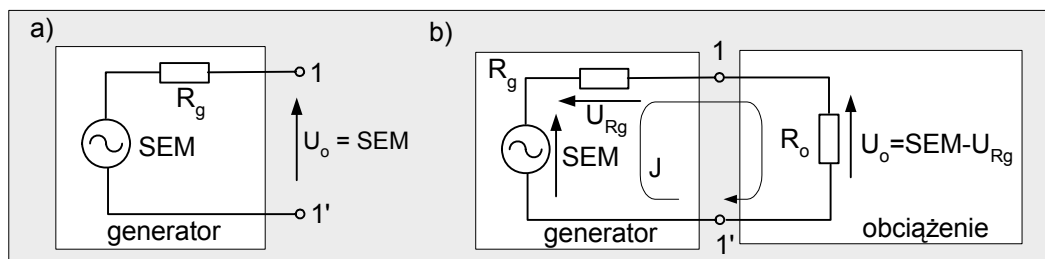 a)
R_g
1
SEM
U_o = SEM
1'
generator
b)
1
R_g
U_Rg
SEM
J
R_o
U_o=SEM-U_Rg
generator
1'
obciążenie